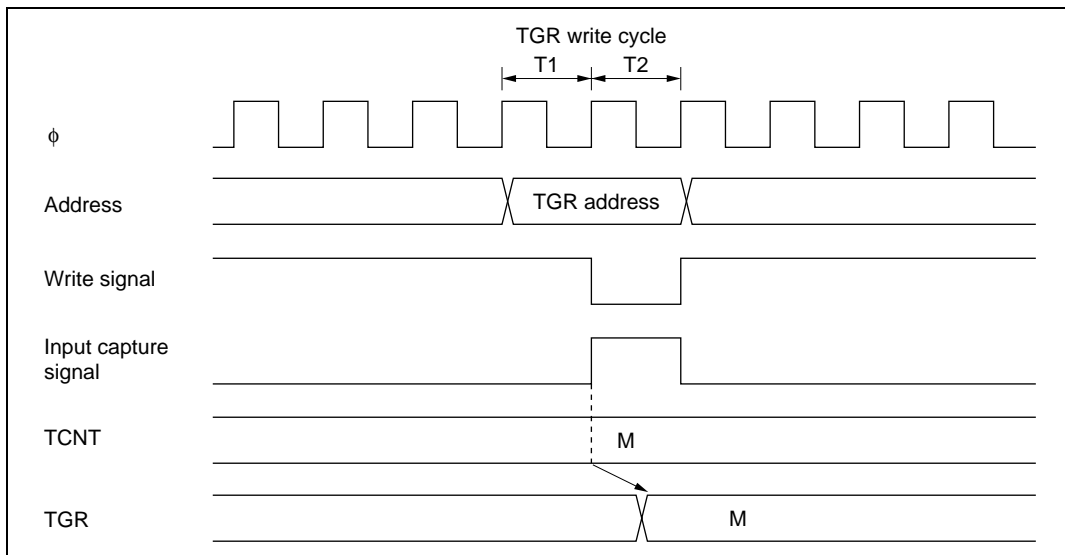 TGR write cycle
T1 T2
ϕ
Address TGR address
Write signal
Input capture
signal
TCNT M
TGR M